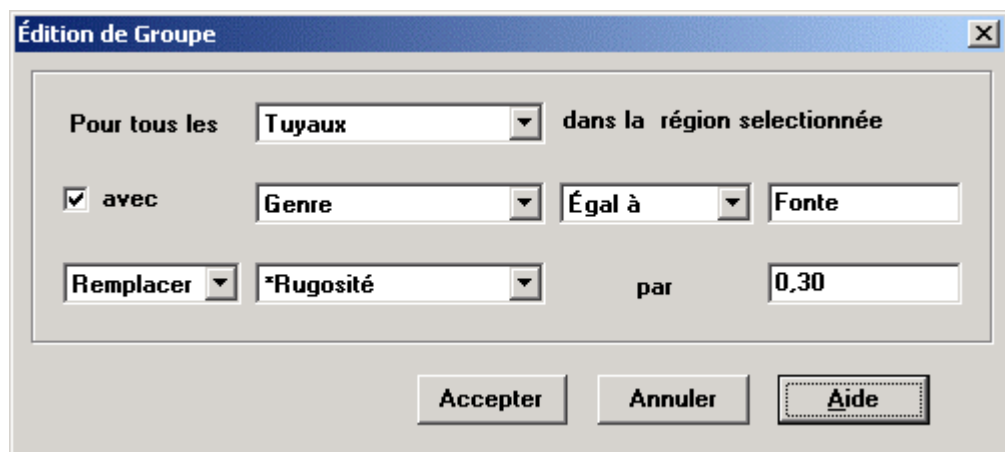 Édition de Groupe
Pour tous les Tuyaux dans la région selectionnée
avec Genre Égal à Fonte
Remplacer *Rugosité par 0,30
Accepter Annuler Aide